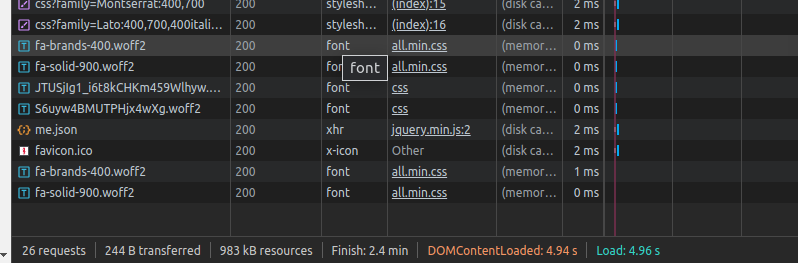 css?family=Montserrat:400,700 200 stylesh... (index):15 (disk ca... 2 ms
css?family=Lato:400,700,400itali... 200 stylesh... (index):16 (disk ca... 2 ms
fa-brands-400.woff2 200 font all.min.css (memor... 0 ms
fa-solid-900.woff2 200 font all.min.css (memor... 0 ms
font
JTUSjIg1_i6t8kCHKm459Wlhyw.... 200 font css (memor... 0 ms
S6uyw4BMUTPHjx4wXg.woff2 200 font css (memor... 0 ms
me.json 200 xhr jquery.min.js:2 (disk ca... 2 ms
favicon.ico 200 x-icon Other (disk ca... 2 ms
fa-brands-400.woff2 200 font all.min.css (memor... 1 ms
fa-solid-900.woff2 200 font all.min.css (memor... 0 ms
26 requests 244 B transferred 983 kB resources Finish: 2.4 min DOMContentLoaded: 4.94 s Load: 4.96 s